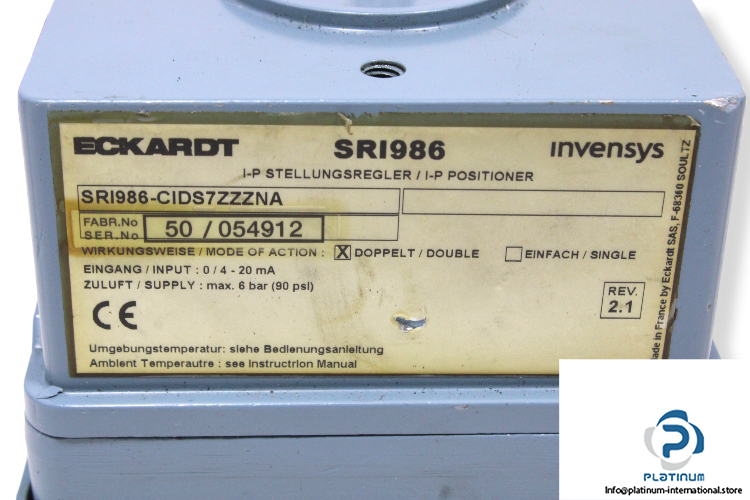 ECKARDT SRI986 invensys
I-P STELLUNGSREGLER / I-P POSITIONER
SRI986-CIDS7ZZZNA
FABR.No
SER.No
50 / 054912
WIRKUNGSWEISE / MODE OF ACTION : X DOPPELT / DOUBLE EINFACH / SINGLE
EINGANG / INPUT : 0 / 4 - 20 mA
ZULUFT / SUPPLY : max. 6 bar (90 psi)
REV.
2.1
CE
Umgebungstemperatur: siehe Bedienungsanleitung
Ambient Temperautre : see instructrion Manual
Made in France by Eckardt SAS, F-68360 SOULTZ
PLATINUM
Info@platinum-international.store